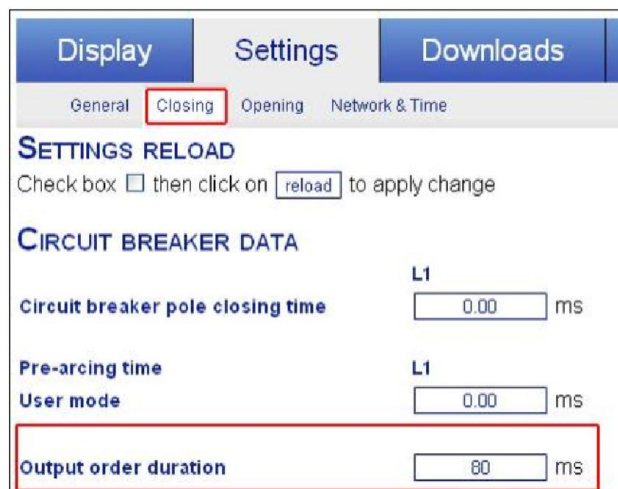 Display Settings Downloads
General Closing Opening Network & Time
SETTINGS RELOAD
Check box then click on reload to apply change
CIRCUIT BREAKER DATA
L1
Circuit breaker pole closing time 0.00 ms
Pre-arcing time L1
User mode 0.00 ms
Output order duration 80 ms